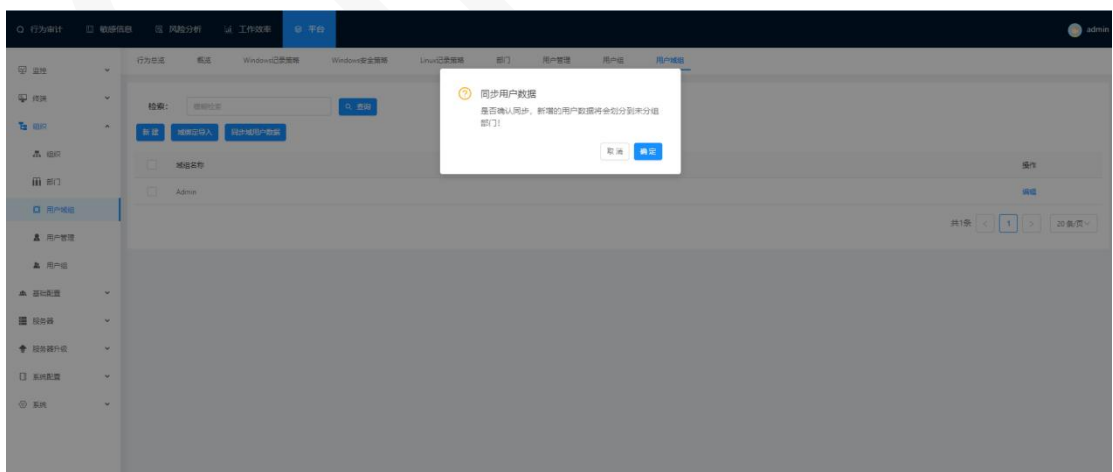 行为审计 敏感信息 风险分析 工作效率 平台 admin
行为总览 概览 Windows记录策略 Windows安全策略 Linux记录策略 部门 用户管理 用户组 用户域组
监控
终端
组织
组织
部门
用户域组
用户管理
用户组
基础配置
服务器
服务器升级
系统配置
系统
检索： 模糊检索 查询
新 建 域组织导入 同步域用户数据
域组名称 操作
Admin 编辑
共1条 < 1 > 20 条/页
同步用户数据
是否确认同步，新增的用户数据将会划分到未分组
部门！
取 消 确 定